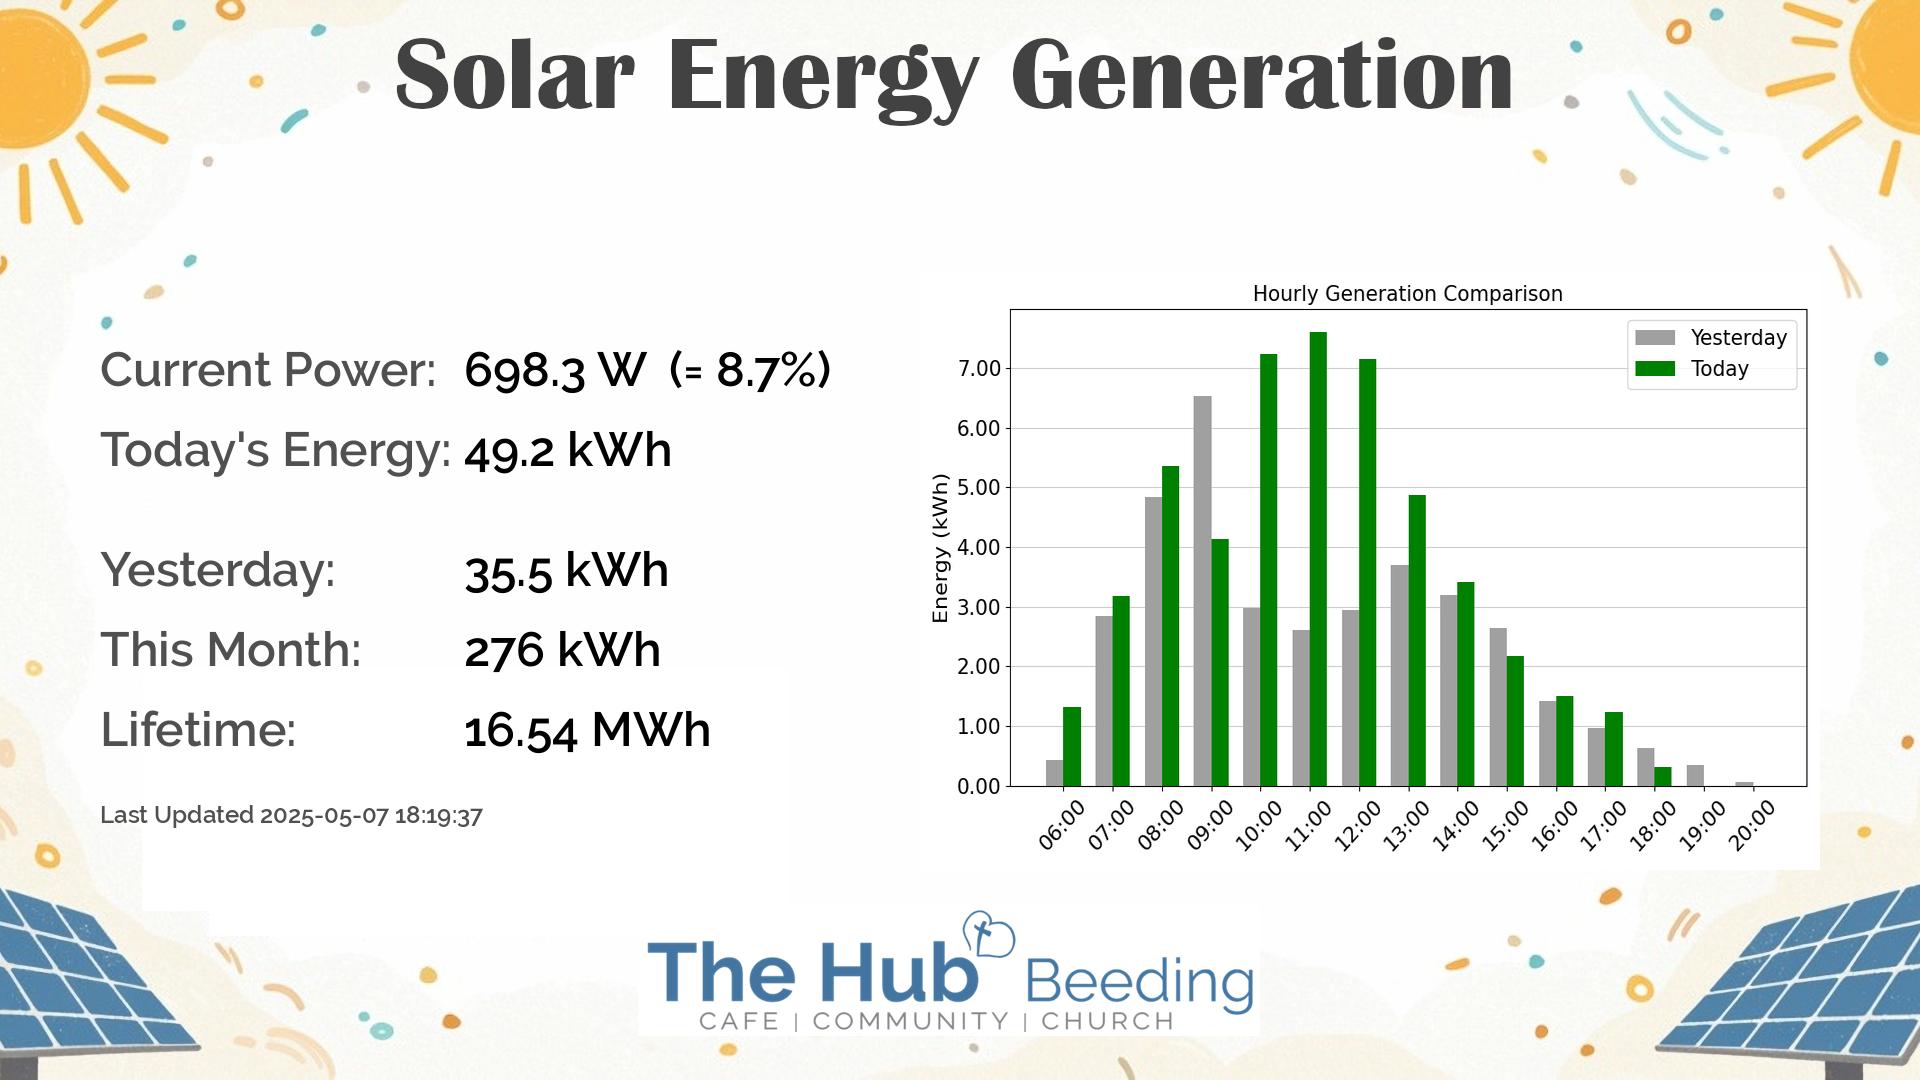 Solar Energy Generation
Current Power: 698.3 W (= 8.7%)
Today's Energy: 49.2 kWh
Yesterday: 35.5 kWh
This Month: 276 kWh
Lifetime: 16.54 MWh
Last Updated 2025-05-07 18:19:37
Hourly Generation Comparison
Yesterday
Today
Energy (kWh)
7.00
6.00
5.00
4.00
3.00
2.00
1.00
0.00
06:00 07:00 08:00 09:00 10:00 11:00 12:00 13:00 14:00 15:00 16:00 17:00 18:00 19:00 20:00
The Hub Beeding
CAFE | COMMUNITY | CHURCH